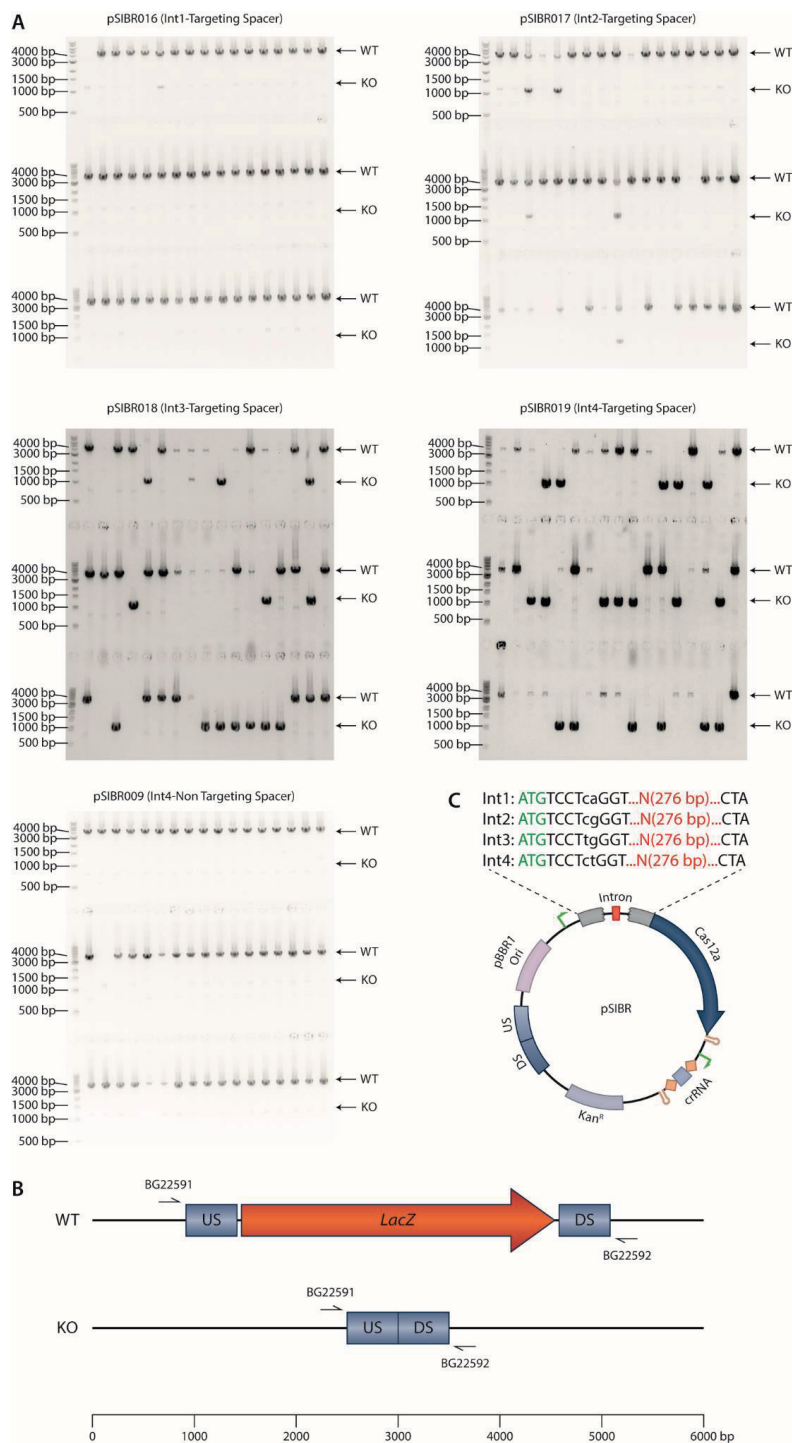 A
pSIBR016 (Int1-Targeting Spacer)
4000 bp
3000 bp
1500 bp
1000 bp
500 bp
WT
KO
4000 bp
3000 bp
1500 bp
1000 bp
500 bp
WT
KO
4000 bp
3000 bp
1500 bp
1000 bp
WT
KO
pSIBR017 (Int2-Targeting Spacer)
4000 bp
3000 bp
1500 bp
1000 bp
500 bp
WT
KO
4000 bp
3000 bp
1500 bp
1000 bp
500 bp
WT
KO
4000 bp
3000 bp
1500 bp
1000 bp
WT
KO
pSIBR018 (Int3-Targeting Spacer)
4000 bp
3000 bp
1500 bp
1000 bp
500 bp
WT
KO
4000 bp
3000 bp
1500 bp
1000 bp
500 bp
WT
KO
4000 bp
3000 bp
1500 bp
1000 bp
500 bp
WT
KO
pSIBR019 (Int4-Targeting Spacer)
4000 bp
3000 bp
1500 bp
1000 bp
500 bp
WT
KO
4000 bp
3000 bp
1500 bp
1000 bp
500 bp
WT
KO
4000 bp
3000 bp
1500 bp
1000 bp
500 bp
WT
KO
pSIBR009 (Int4-Non Targeting Spacer)
4000 bp
3000 bp
1500 bp
1000 bp
500 bp
WT
KO
4000 bp
3000 bp
1500 bp
1000 bp
500 bp
WT
KO
4000 bp
3000 bp
1500 bp
1000 bp
500 bp
WT
KO
C
Int1: ATGTCCTcaGGT...N(276 bp)...CTA
Int2: ATGTCCTcgGGT...N(276 bp)...CTA
Int3: ATGTCCTtgGGT...N(276 bp)...CTA
Int4: ATGTCCTctGGT...N(276 bp)...CTA
Intron
Cas12a
pBBR1
Ori
pSIBR
US
DS
crRNA
KanR
B
BG22591
WT
US
LacZ
DS
BG22592
BG22591
KO
US
DS
BG22592
0
1000
2000
3000
4000
5000
6000 bp